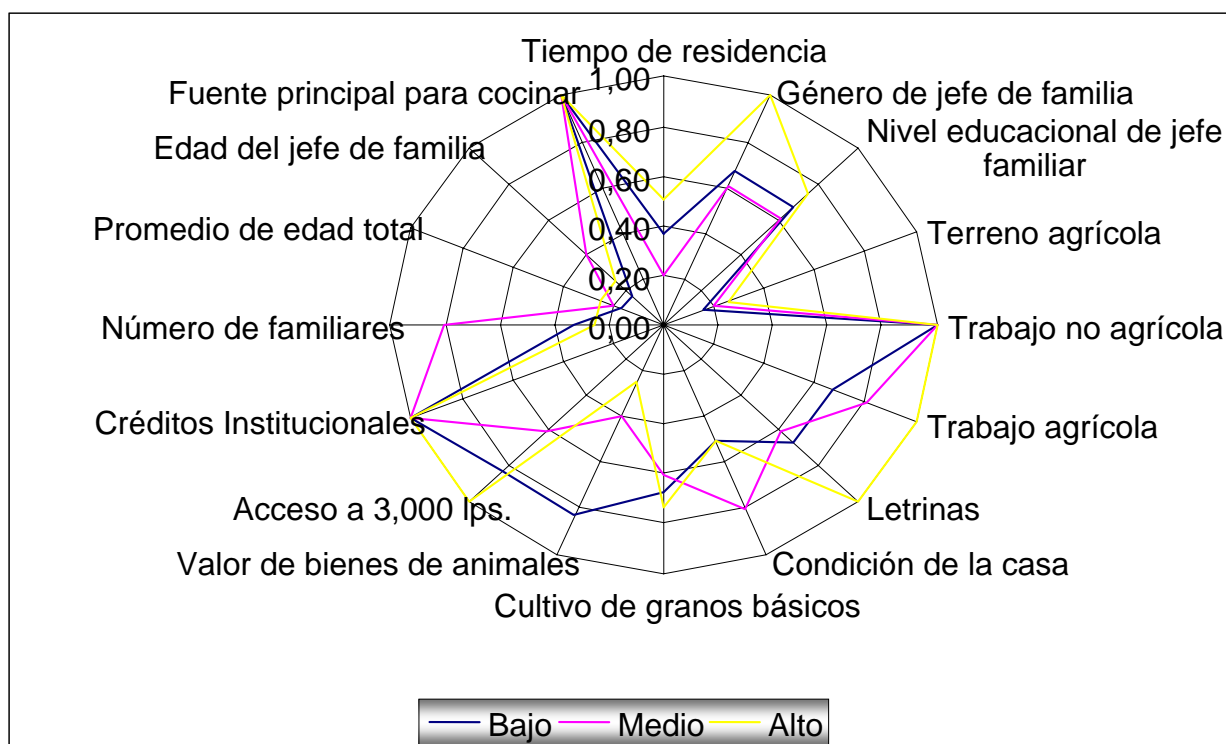 Tiempo de residencia
Género de jefe de familia
Nivel educacional de jefe
familiar
Terreno agrícola
Trabajo no agrícola
Trabajo agrícola
Letrinas
Condición de la casa
Cultivo de granos básicos
Valor de bienes de animales
Acceso a 3,000 lps.
Créditos Institucionales
Número de familiares
Promedio de edad total
Edad del jefe de familia
Fuente principal para cocinar
1,00
0,80
0,60
0,40
0,20
0,00
Bajo Medio Alto